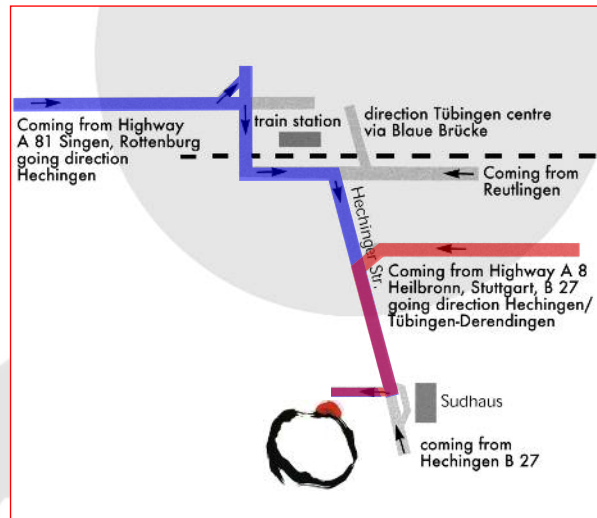 train station
direction Tübingen centre
via Blaue Brücke
Coming from Highway
A 81 Singen, Rottenburg
going direction
Hechingen
Coming from
Reutlingen
Hechinger Str.
Coming from Highway A 8
Heilbronn, Stuttgart, B 27
going direction Hechingen/
Tübingen-Derendingen
Sudhaus
coming from
Hechingen B 27